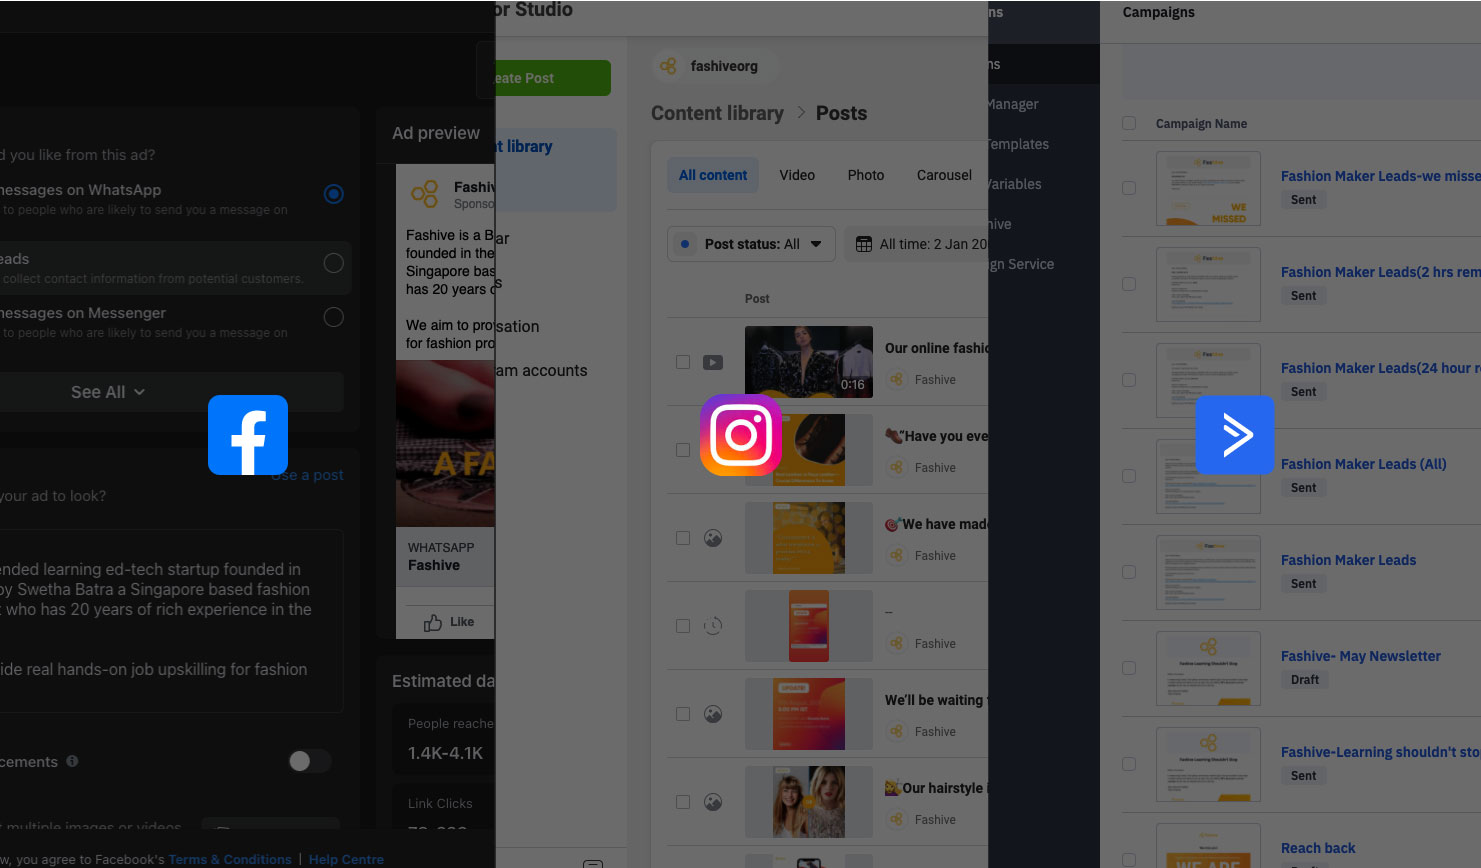 d you like from this ad?
nessages on WhatsApp
to people who are likely to send you a message on
eads
collect contact information from potential customers.
nessages on Messenger
to people who are likely to send you a message on
See All
Use a post
your ad to look?
ended learning ed-tech startup founded in
by Swetha Batra a Singapore based fashion
t who has 20 years of rich experience in the
ide real hands-on job upskilling for fashion
cements
t multiple images or videos
w, you agree to Facebook's Terms & Conditions | Help Centre
Ad preview
Fashiv
Sponso
Fashive is a B
founded in the
Singapore bas
has 20 years o
We aim to prov
for fashion pro
A FA
WHATSAPP
Fashive
Like
Estimated da
People reache
1.4K-4.1K
Link Clicks
or Studio
eate Post
nt library
ar
s
sation
am accounts
fashiveorg
Content library > Posts
All content
Video
Photo
Carousel
Post status: All
All time: 2 Jan 20
Post
0:16
Our online fashio
Fashive
"Have you eve
Fashive
We have made
Fashive
–
Fashive
UPDATE
We'll be waiting
Fashive
Our hairstyle i
Fashive
ns
ns
Manager
Templates
Variables
hive
gn Service
Campaigns
Campaign Name
WE
MISSED
Fashion Maker Leads-we misse
Sent
Fashion Maker Leads(2 hrs rem
Sent
Fashion Maker Leads(24 hour r
Sent
Fashion Maker Leads (All)
Sent
Fashion Maker Leads
Sent
Fashive- May Newsletter
Draft
Fashive-Learning shouldn't sto
Sent
WE ARE
Reach back